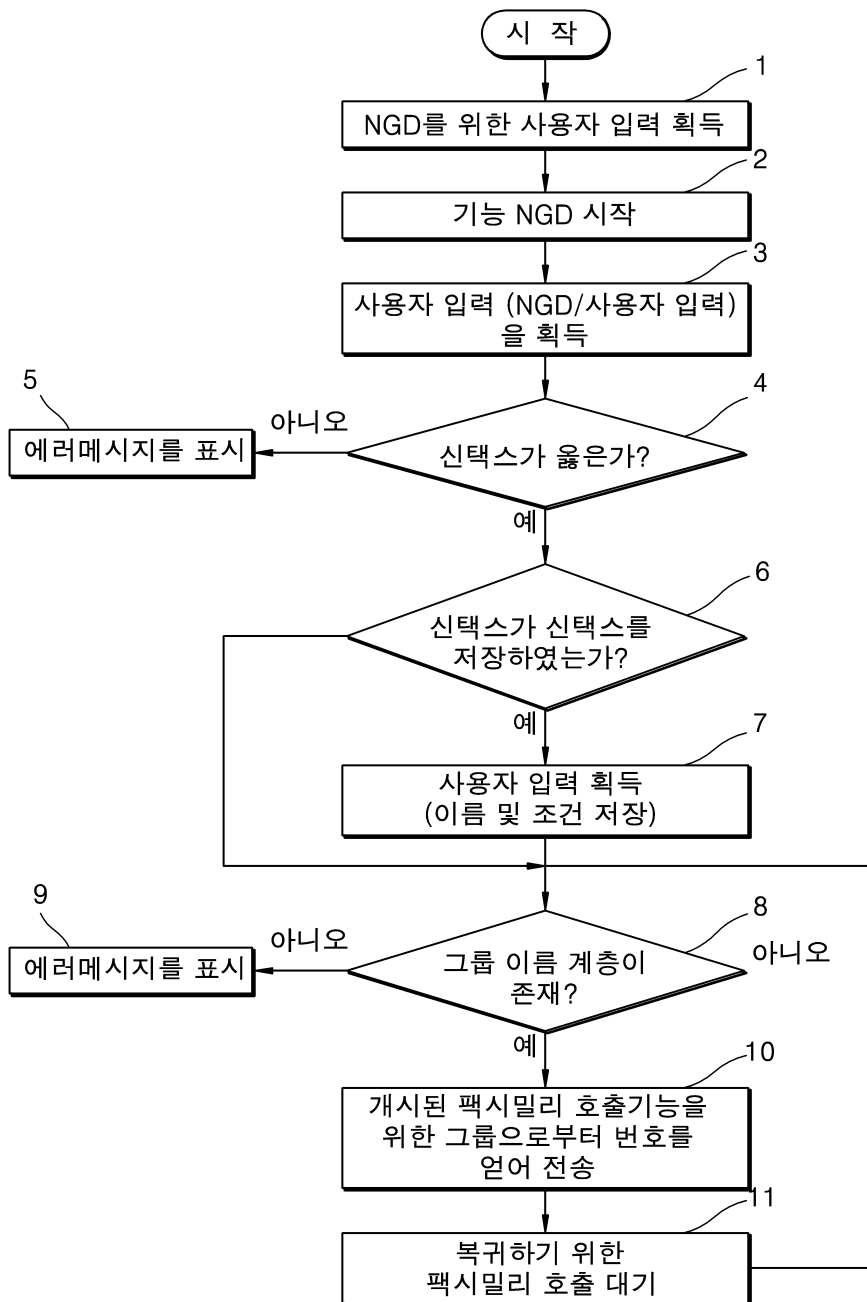 시 작
1
NGD를 위한 사용자 입력 획득
2
기능 NGD 시작
3
사용자 입력 (NGD/사용자 입력)
을 획득
4
신택스가 옳은가?
아니오
5
에러메시지를 표시
예
6
신택스가 신택스를
저장하였는가?
예
7
사용자 입력 획득
(이름 및 조건 저장)
8
그룹 이름 계층이
존재?
아니오
아니오
9
에러메시지를 표시
예
10
개시된 팩시밀리 호출기능을
위한 그룹으로부터 번호를
얻어 전송
11
복귀하기 위한
팩시밀리 호출 대기